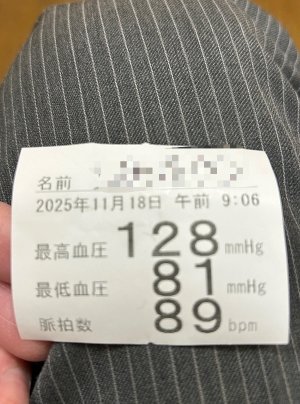 名前
2025年11月18日 午前 9:06
最高血圧 128 mmHg
最低血圧 81 mmHg
脈拍数 89 bpm